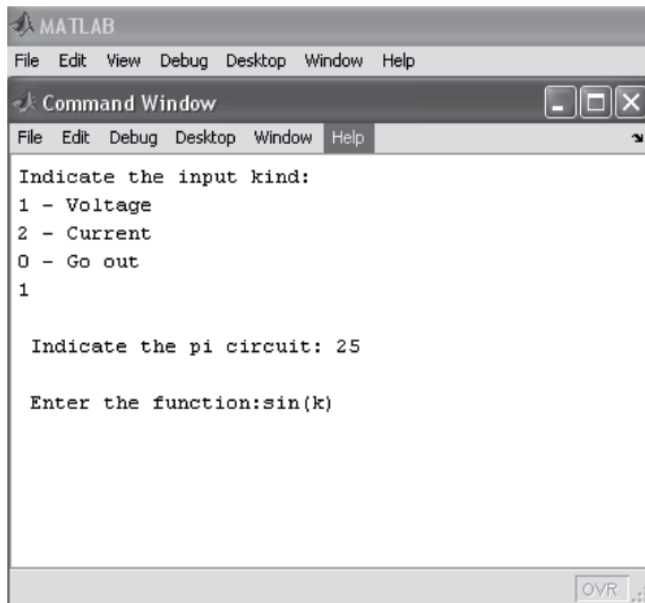 MATLAB
File Edit View Debug Desktop Window Help
Command Window
File Edit Debug Desktop Window Help
Indicate the input kind:
1 - Voltage
2 - Current
0 - Go out
1
Indicate the pi circuit: 25
Enter the function:sin(k)
OVR